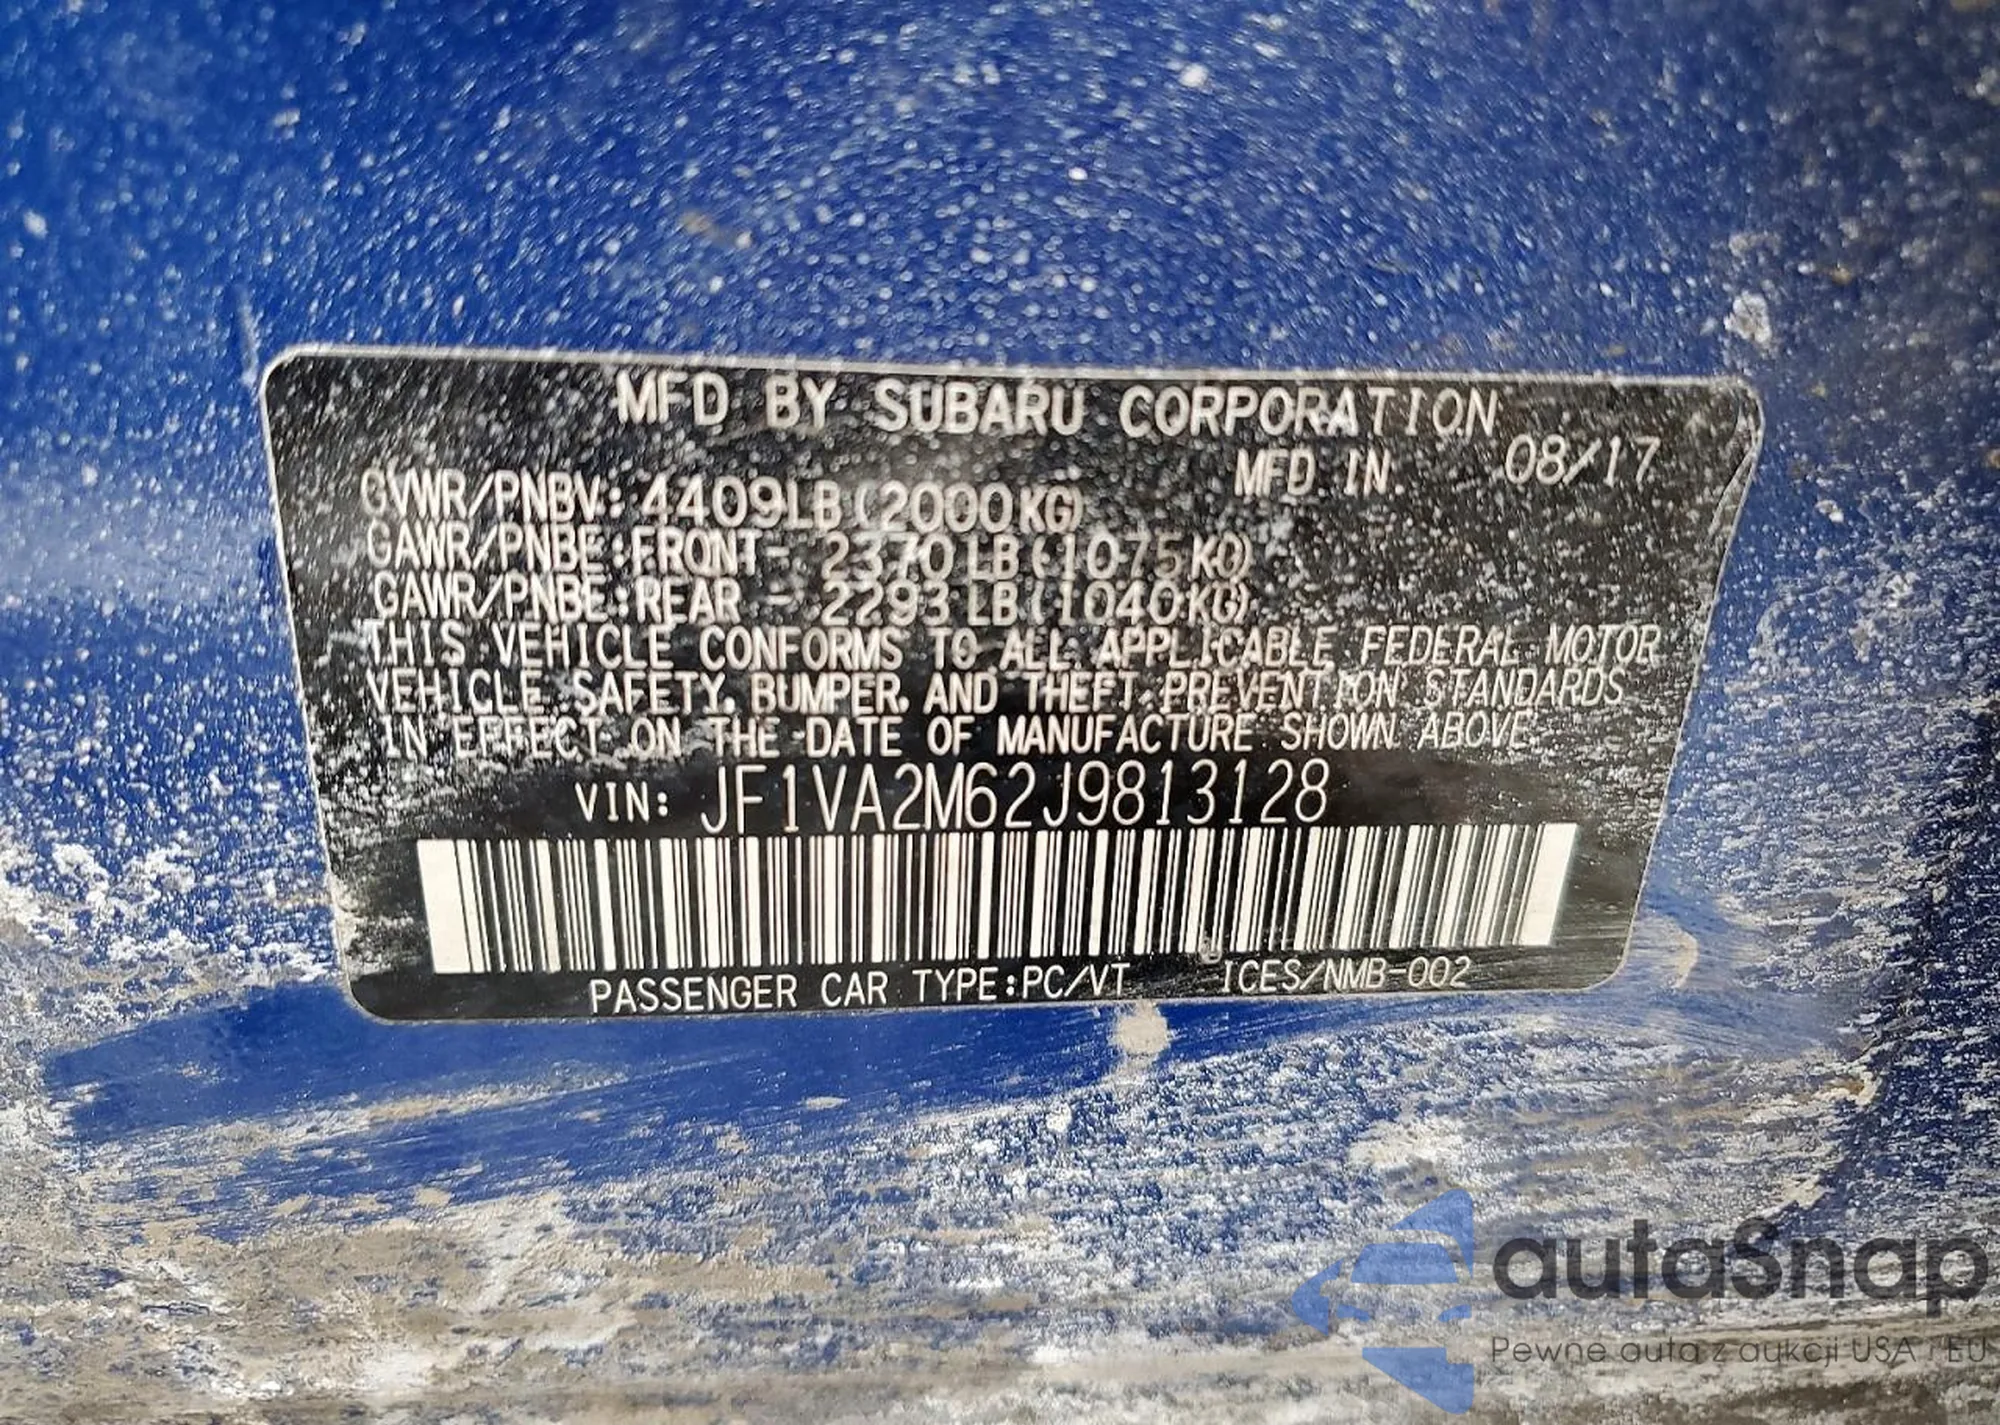 MFD BY SUBARU CORPORATION
MFD IN. 08/17
GVWR/PNBV: 4409LB(2000KG)
GAWR/PNBE:FRONT- 2370LB(1075KG)
GAWR/PNBE:REAR - 2293LB(1040KG)
THIS VEHICLE CONFORMS TO ALL APPLICABLE FEDERAL MOTOR
VEHICLE SAFETY, BUMPER, AND THEFT PREVENTION STANDARDS
IN EFFECT ON THE DATE OF MANUFACTURE SHOWN ABOVE.
VIN: JF1VA2M62J9813128
PASSENGER CAR TYPE:PC/VT ICES/NMB-002
autaSnap
Pewne auta z aukcji USA i EU